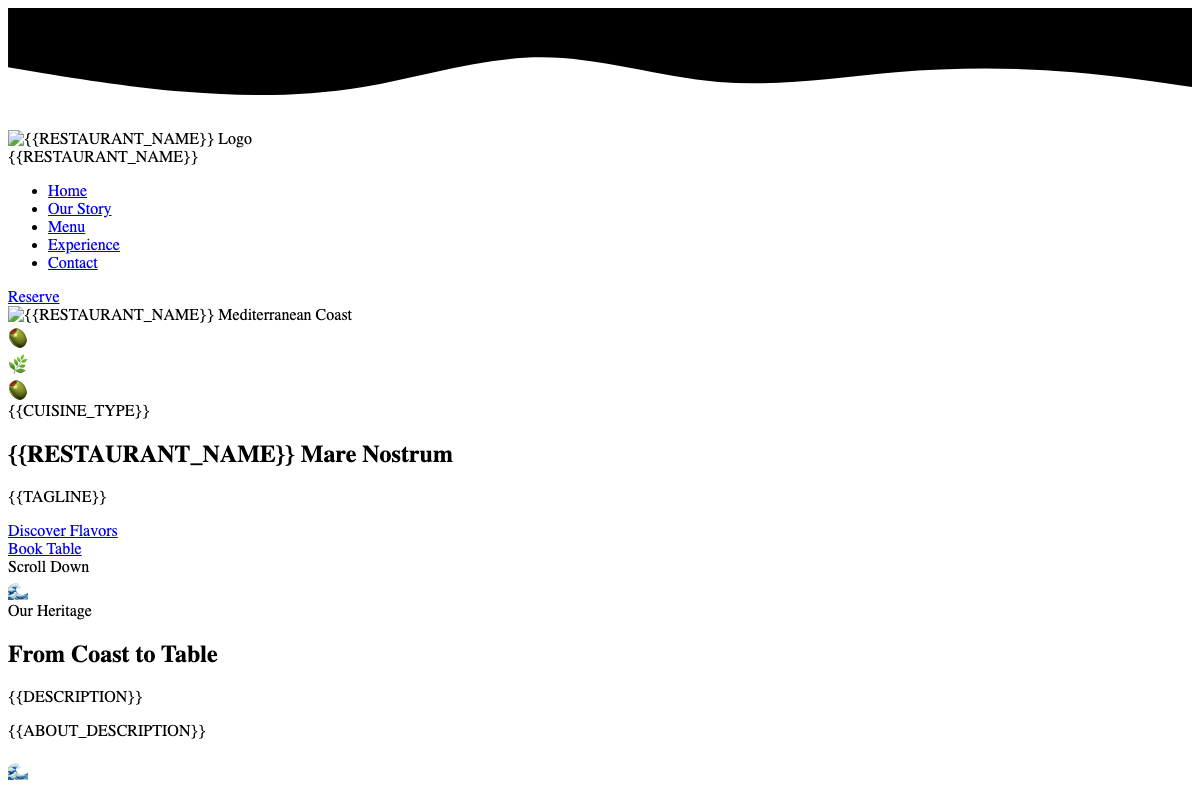 {{RESTAURANT_NAME}} Logo
{{RESTAURANT_NAME}}
Home
Our Story
Menu
Experience
Contact
Reserve
{{RESTAURANT_NAME}} Mediterranean Coast
{{CUISINE_TYPE}}
{{RESTAURANT_NAME}} Mare Nostrum
{{TAGLINE}}
Discover Flavors
Book Table
Scroll Down
Our Heritage
From Coast to Table
{{DESCRIPTION}}
{{ABOUT_DESCRIPTION}}